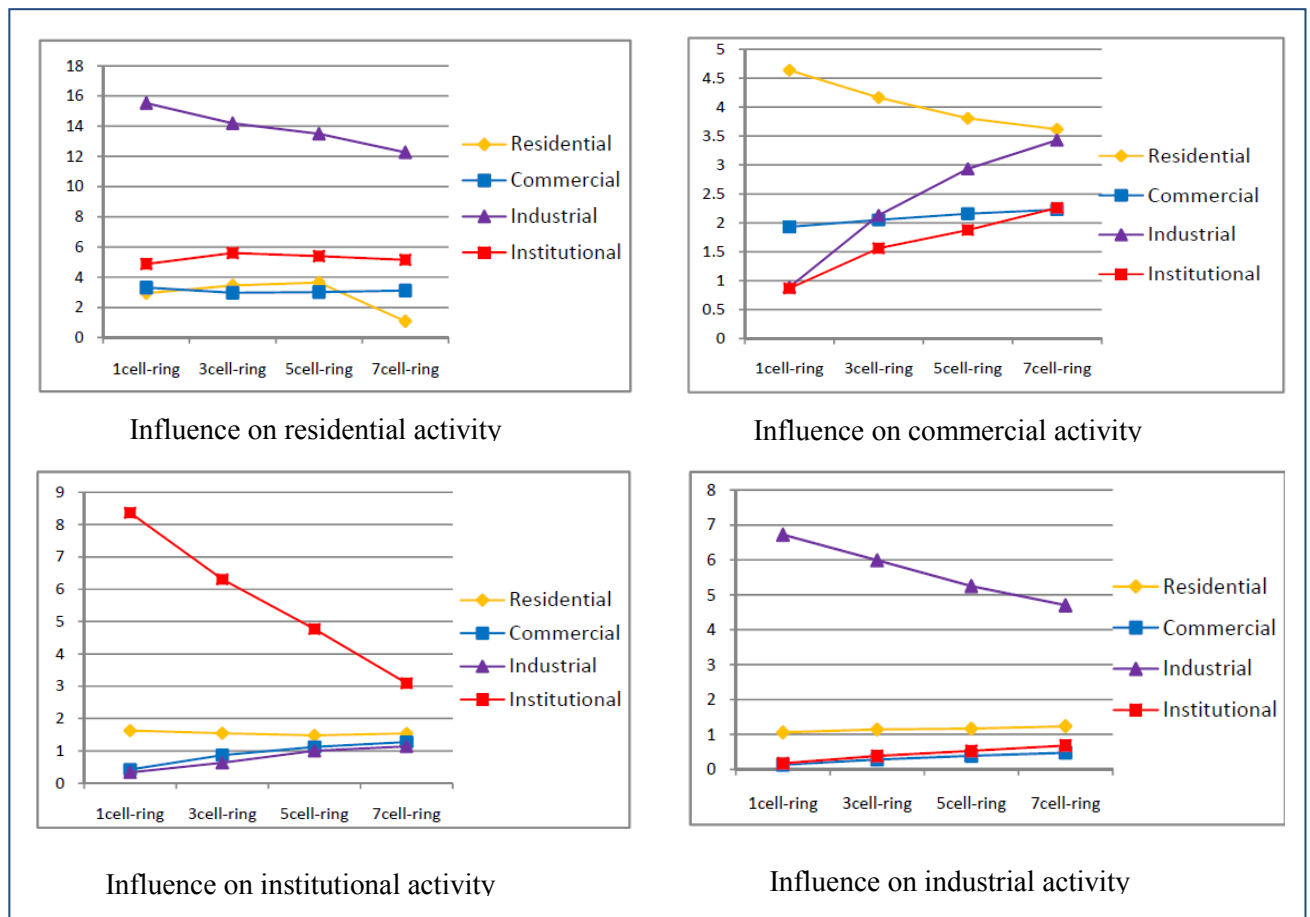 18
16
14
12
10
8
6
4
2
0
1cell-ring 3cell-ring 5cell-ring 7cell-ring
Residential
Commercial
Industrial
Institutional
Influence on residential activity
5
4.5
4
3.5
3
2.5
2
1.5
1
0.5
0
1cell-ring 3cell-ring 5cell-ring 7cell-ring
Residential
Commercial
Industrial
Institutional
Influence on commercial activity
9
8
7
6
5
4
3
2
1
0
1cell-ring 3cell-ring 5cell-ring 7cell-ring
Residential
Commercial
Industrial
Institutional
Influence on institutional activity
8
7
6
5
4
3
2
1
0
1cell-ring 3cell-ring 5cell-ring 7cell-ring
Residential
Commercial
Industrial
Institutional
Influence on industrial activity